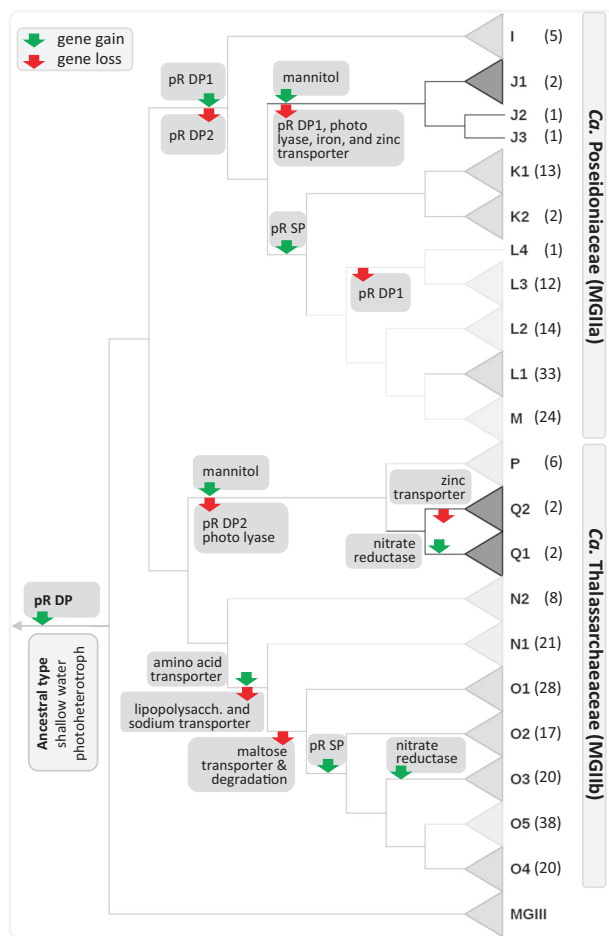 gene gain
gene loss
pR DP1
pR DP2
mannitol
pR DP1, photo
lyase, iron, and zinc
transporter
pR SP
pR DP1
I (5)
J1 (2)
J2 (1)
J3 (1)
K1 (13)
K2 (2)
L4 (1)
L3 (12)
L2 (14)
L1 (33)
M (24)
Ca. Poseidoniaceae (MGIIa)
mannitol
pR DP2
photo lyase
zinc
transporter
nitrate
reductase
P (6)
Q2 (2)
Q1 (2)
N2 (8)
N1 (21)
O1 (28)
O2 (17)
O3 (20)
O5 (38)
O4 (20)
MGIII
Ca. Thalassarchaeaceae (MGIIb)
pR DP
Ancestral type
shallow water
photoheterotroph
amino acid
transporter
lipopolysacch. and
sodium transporter
maltose
transporter &
degradation
pR SP
nitrate
reductase